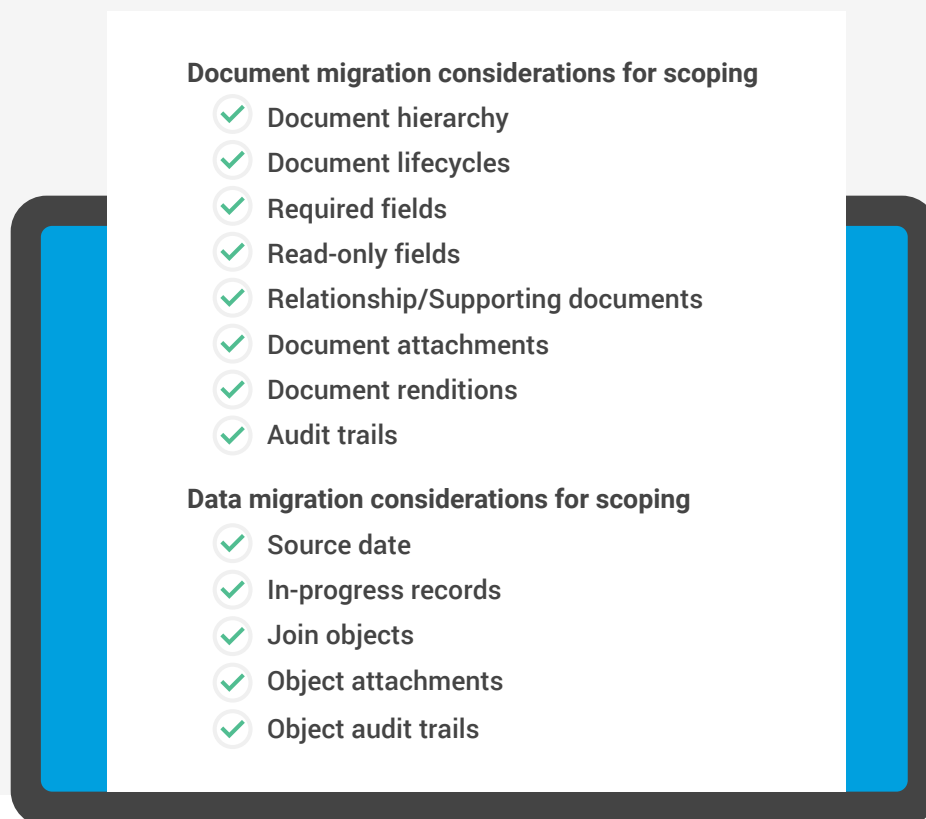 Document migration considerations for scoping
Document hierarchy
Document lifecycles
Required fields
Read-only fields
Relationship/Supporting documents
Document attachments
Document renditions
Audit trails
Data migration considerations for scoping
Source date
In-progress records
Join objects
Object attachments
Object audit trails